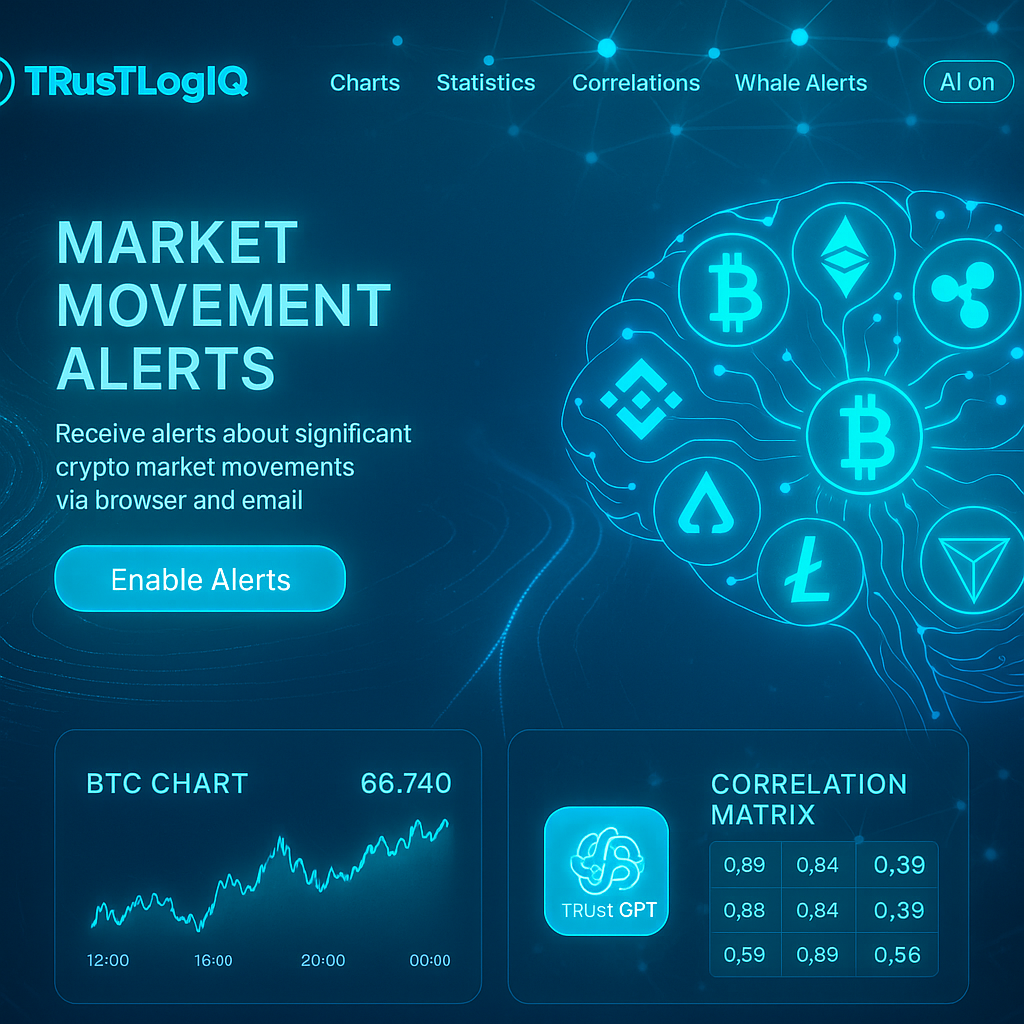 TRusTLogIQ
Charts Statistics Correlations Whale Alerts AI on
MARKET
MOVEMENT
ALERTS
Receive alerts about significant
crypto market movements
via browser and email
Enable Alerts
BTC CHART 66.740
12:00 16:00 20:00 00:00
TRUst GPT
CORRELATION
MATRIX
0,89 0,84 0,39
0,88 0,84 0,39
0,59 0,89 0,56